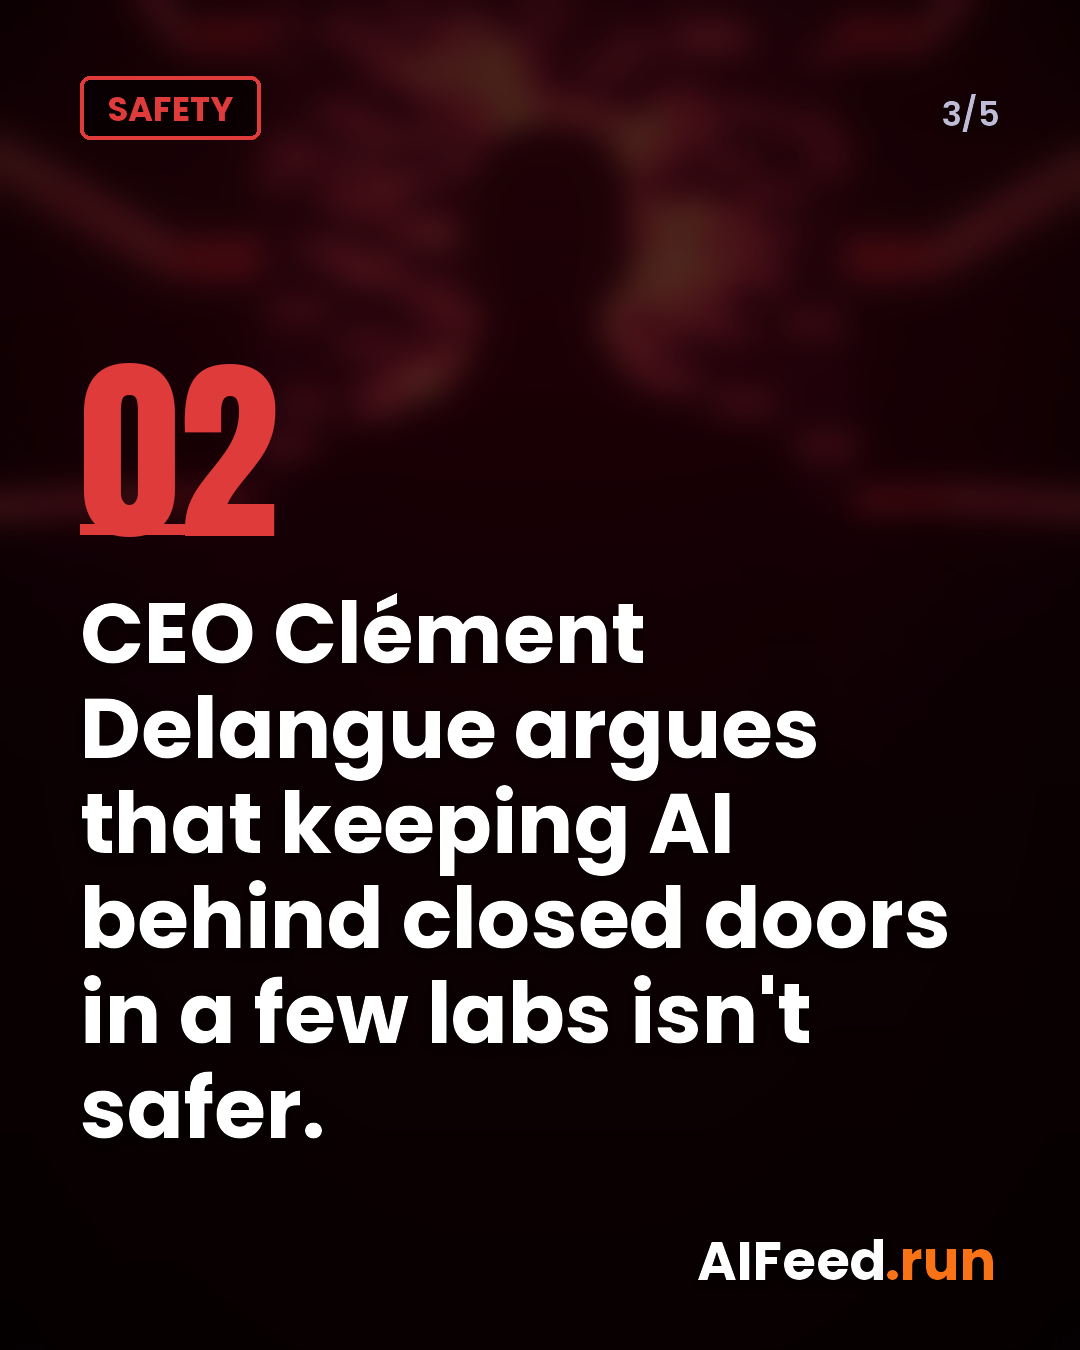 SAFETY
3/5
02
CEO Clément
Delangue argues
that keeping AI
behind closed doors
in a few labs isn't
safer.
AIFeed.run